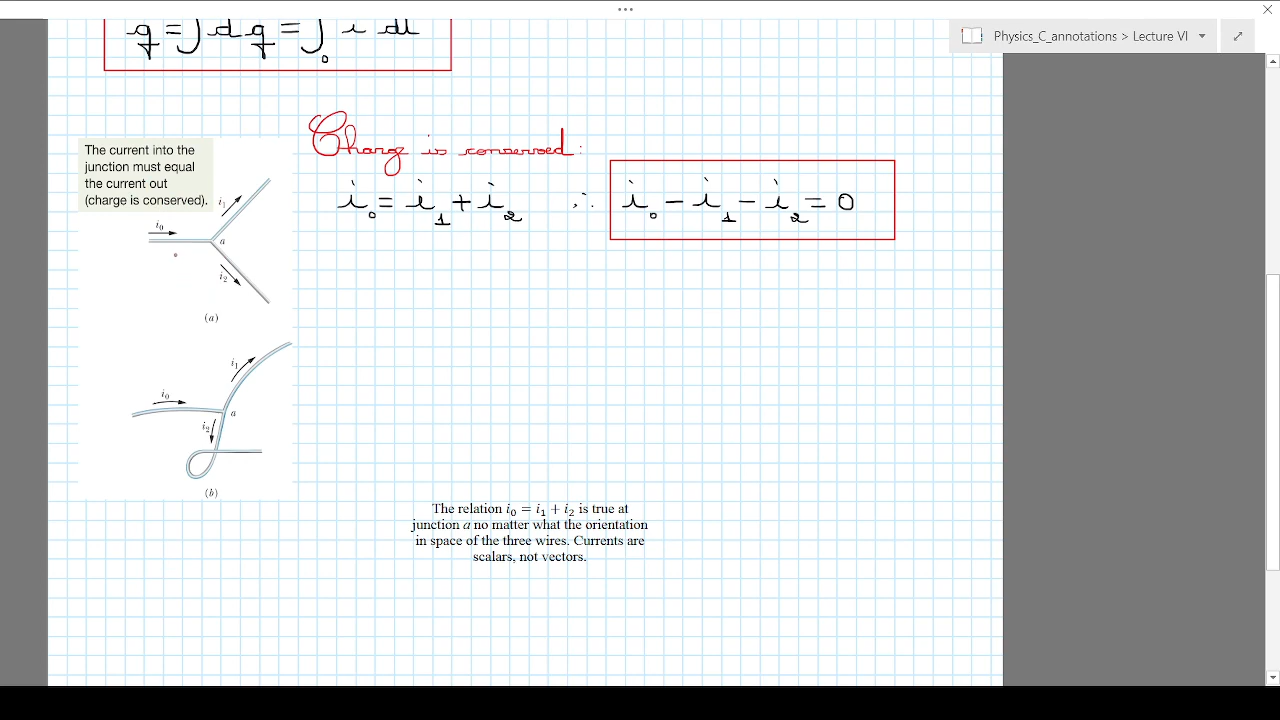 Physics_C_annotations > Lecture VI
q = ∫ dq = ∫₀ i dt
Charge is conserved:
The current into the
junction must equal
the current out
(charge is conserved).
i₀ = i₁ + i₂ ∴ i₀ − i₁ − i₂ = 0
i₁
i₀
a
i₂
(a)
i₁
i₀
a
i₂
(b)
The relation i₀ = i₁ + i₂ is true at
junction a no matter what the orientation
in space of the three wires. Currents are
scalars, not vectors.